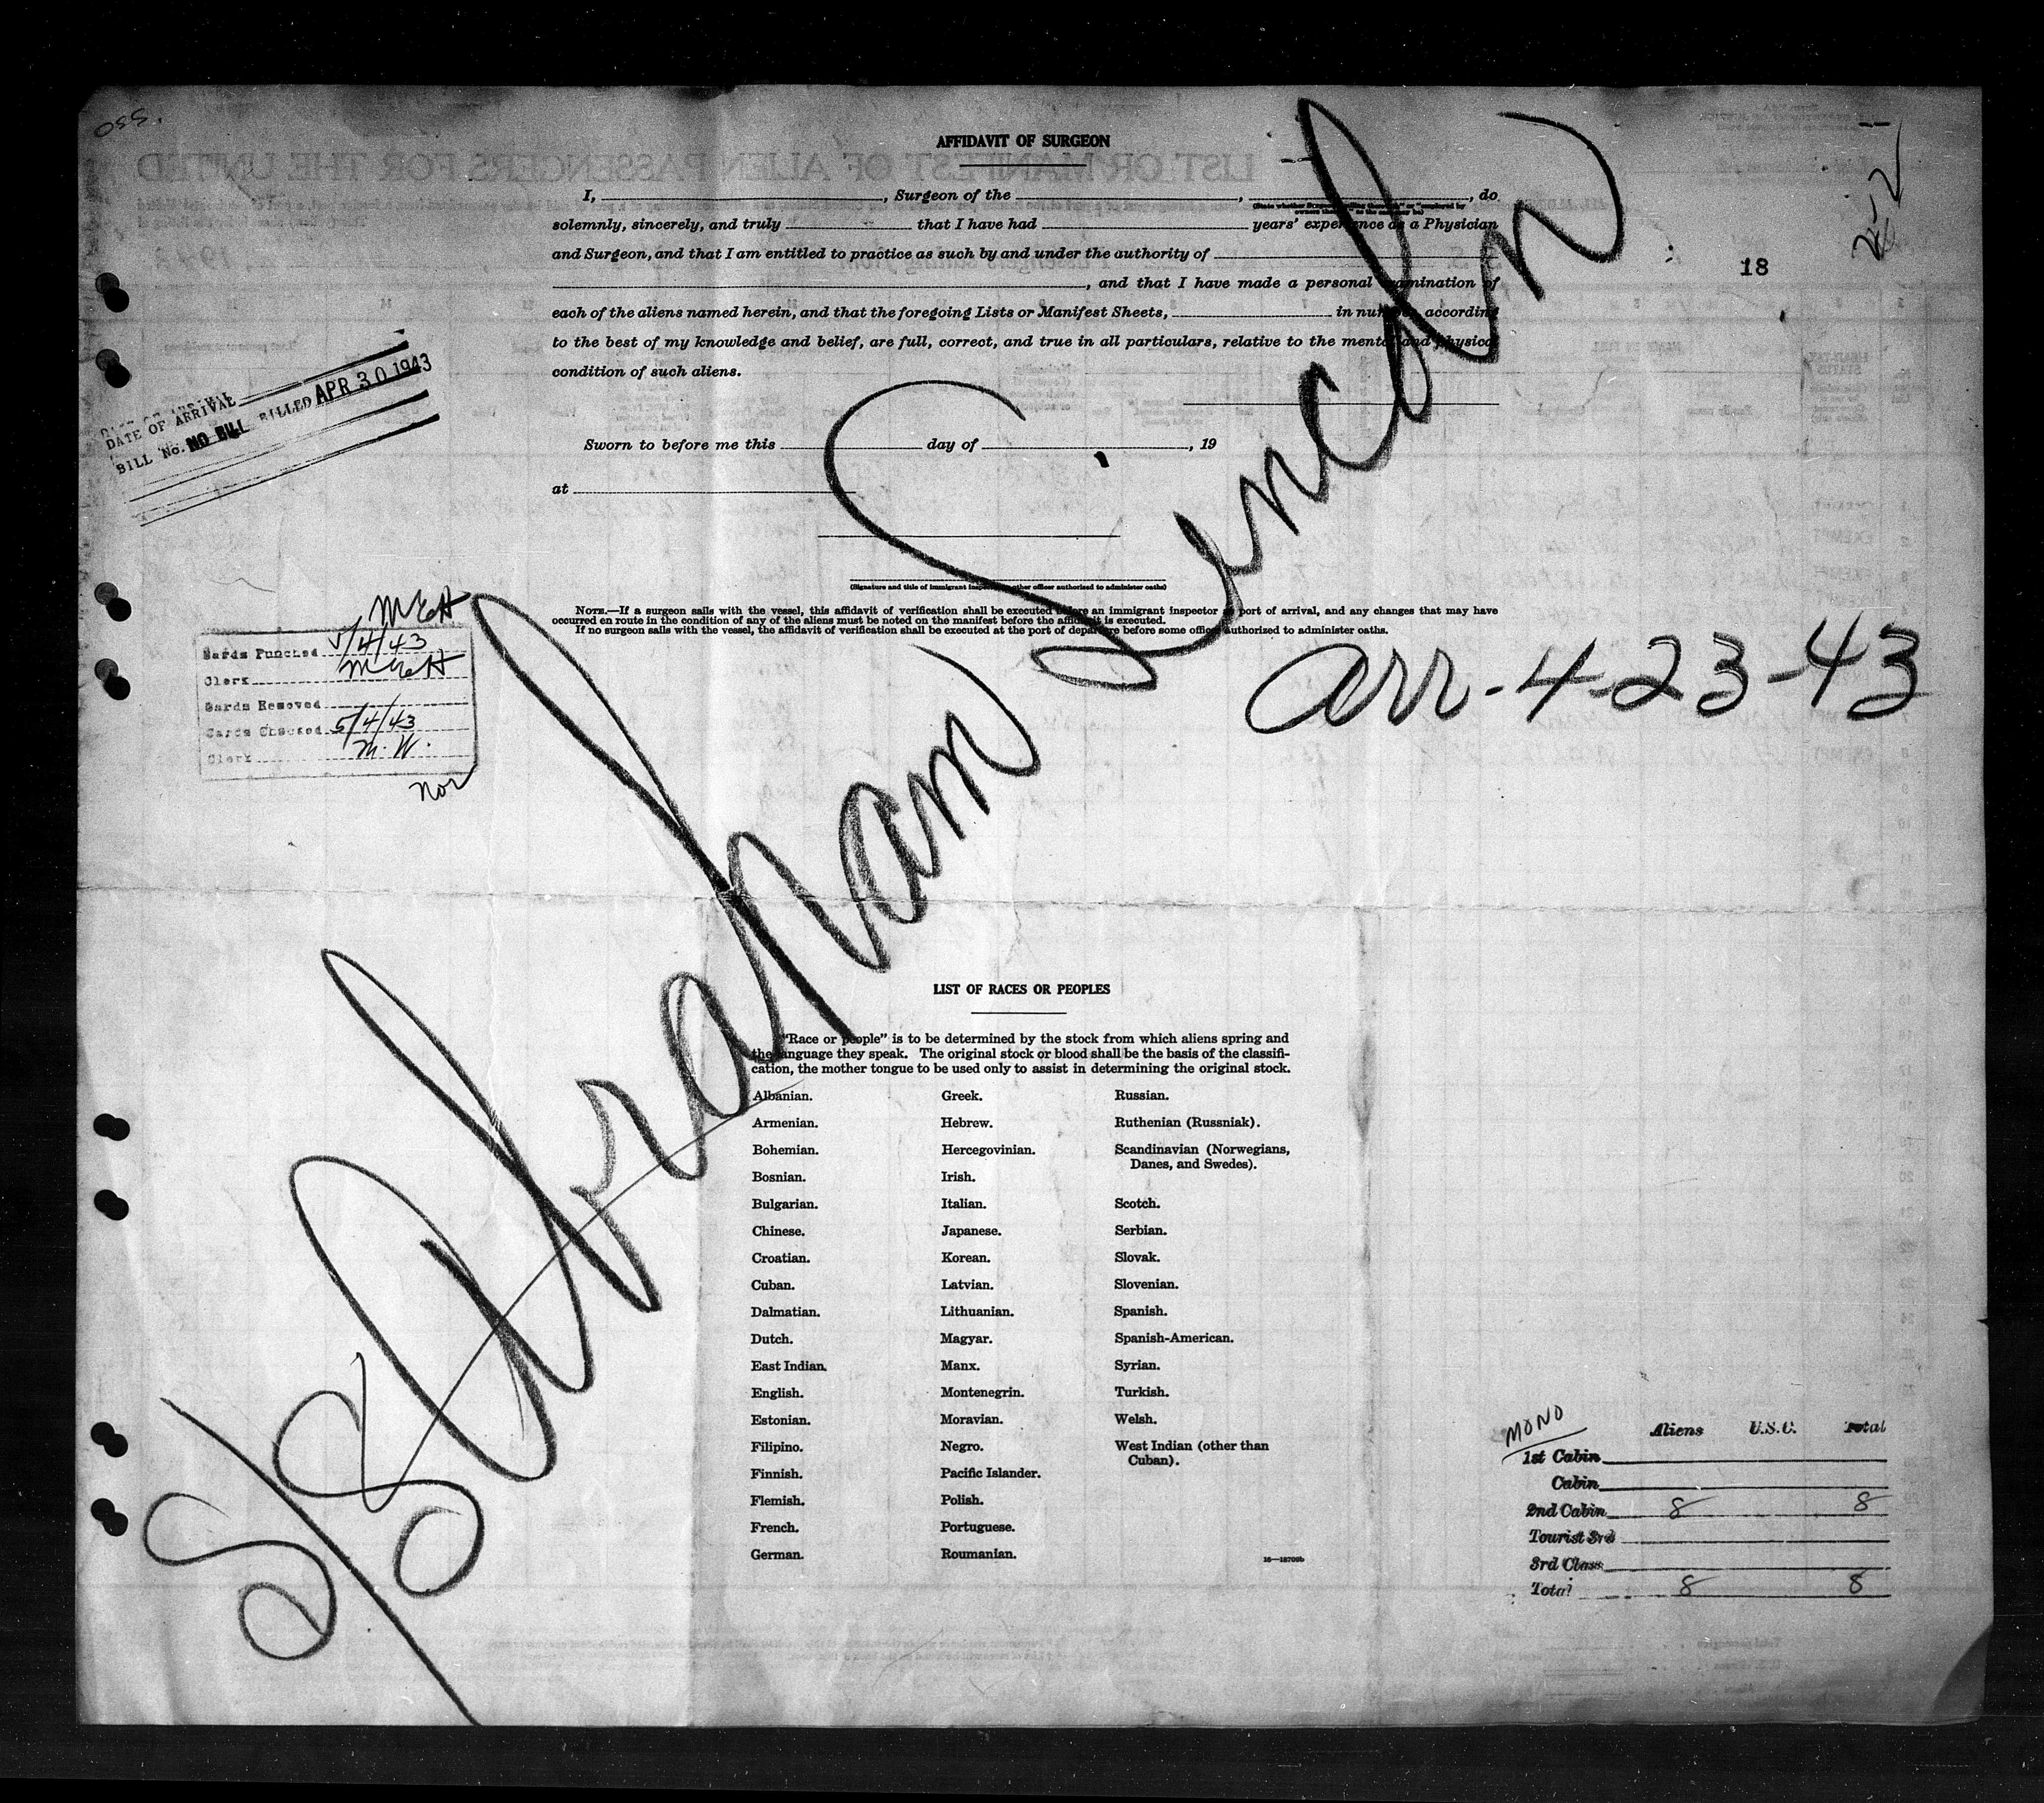 AFFIDAVIT OF SURGEON
I, , Surgeon of the , , do
solemnly, sincerely, and truly that I have had years' experience as a Physician
and Surgeon, and that I am entitled to practice as such by and under the authority of
, and that I have made a personal examination of
each of the aliens named herein, and that the foregoing Lists or Manifest Sheets, in number, according
to the best of my knowledge and belief, are full, correct, and true in all particulars, relative to the mental and physical
condition of such aliens.
18
DATE OF ARRIVAL
BILL No. NO BILL BILLED APR 30 1943
Sworn to before me this day of , 19
at
(Signature and title of immigrant inspector or other officer authorized to administer oaths)
NOTE.—If a surgeon sails with the vessel, this affidavit of verification shall be executed before an immigrant inspector at port of arrival, and any changes that may have
occurred en route in the condition of any of the aliens must be noted on the manifest before the affidavit is executed.
If no surgeon sails with the vessel, the affidavit of verification shall be executed at the port of departure before some officer authorized to administer oaths.
Cards Punched 5/4/43
Clerk
Cards Removed
Cards Checked 5/4/43
Clerk M. W.
Nor
S/S Abraham Lincoln
arr-4-23-43
LIST OF RACES OR PEOPLES
"Race or people" is to be determined by the stock from which aliens spring and
the language they speak. The original stock or blood shall be the basis of the classifi-
cation, the mother tongue to be used only to assist in determining the original stock.
Albanian.
Armenian.
Bohemian.
Bosnian.
Bulgarian.
Chinese.
Croatian.
Cuban.
Dalmatian.
Dutch.
East Indian.
English.
Estonian.
Filipino.
Finnish.
Flemish.
French.
German.
Greek.
Hebrew.
Hercegovinian.
Irish.
Italian.
Japanese.
Korean.
Latvian.
Lithuanian.
Magyar.
Manx.
Montenegrin.
Moravian.
Negro.
Pacific Islander.
Polish.
Portuguese.
Roumanian.
Russian.
Ruthenian (Russniak).
Scandinavian (Norwegians,
Danes, and Swedes).
Scotch.
Serbian.
Slovak.
Slovenian.
Spanish.
Spanish-American.
Syrian.
Turkish.
Welsh.
West Indian (other than
Cuban).
MONO
Aliens U.S.C. Total
1st Cabin
Cabin
2nd Cabin 8 8
Tourist 3rd
3rd Class
Total 8 8